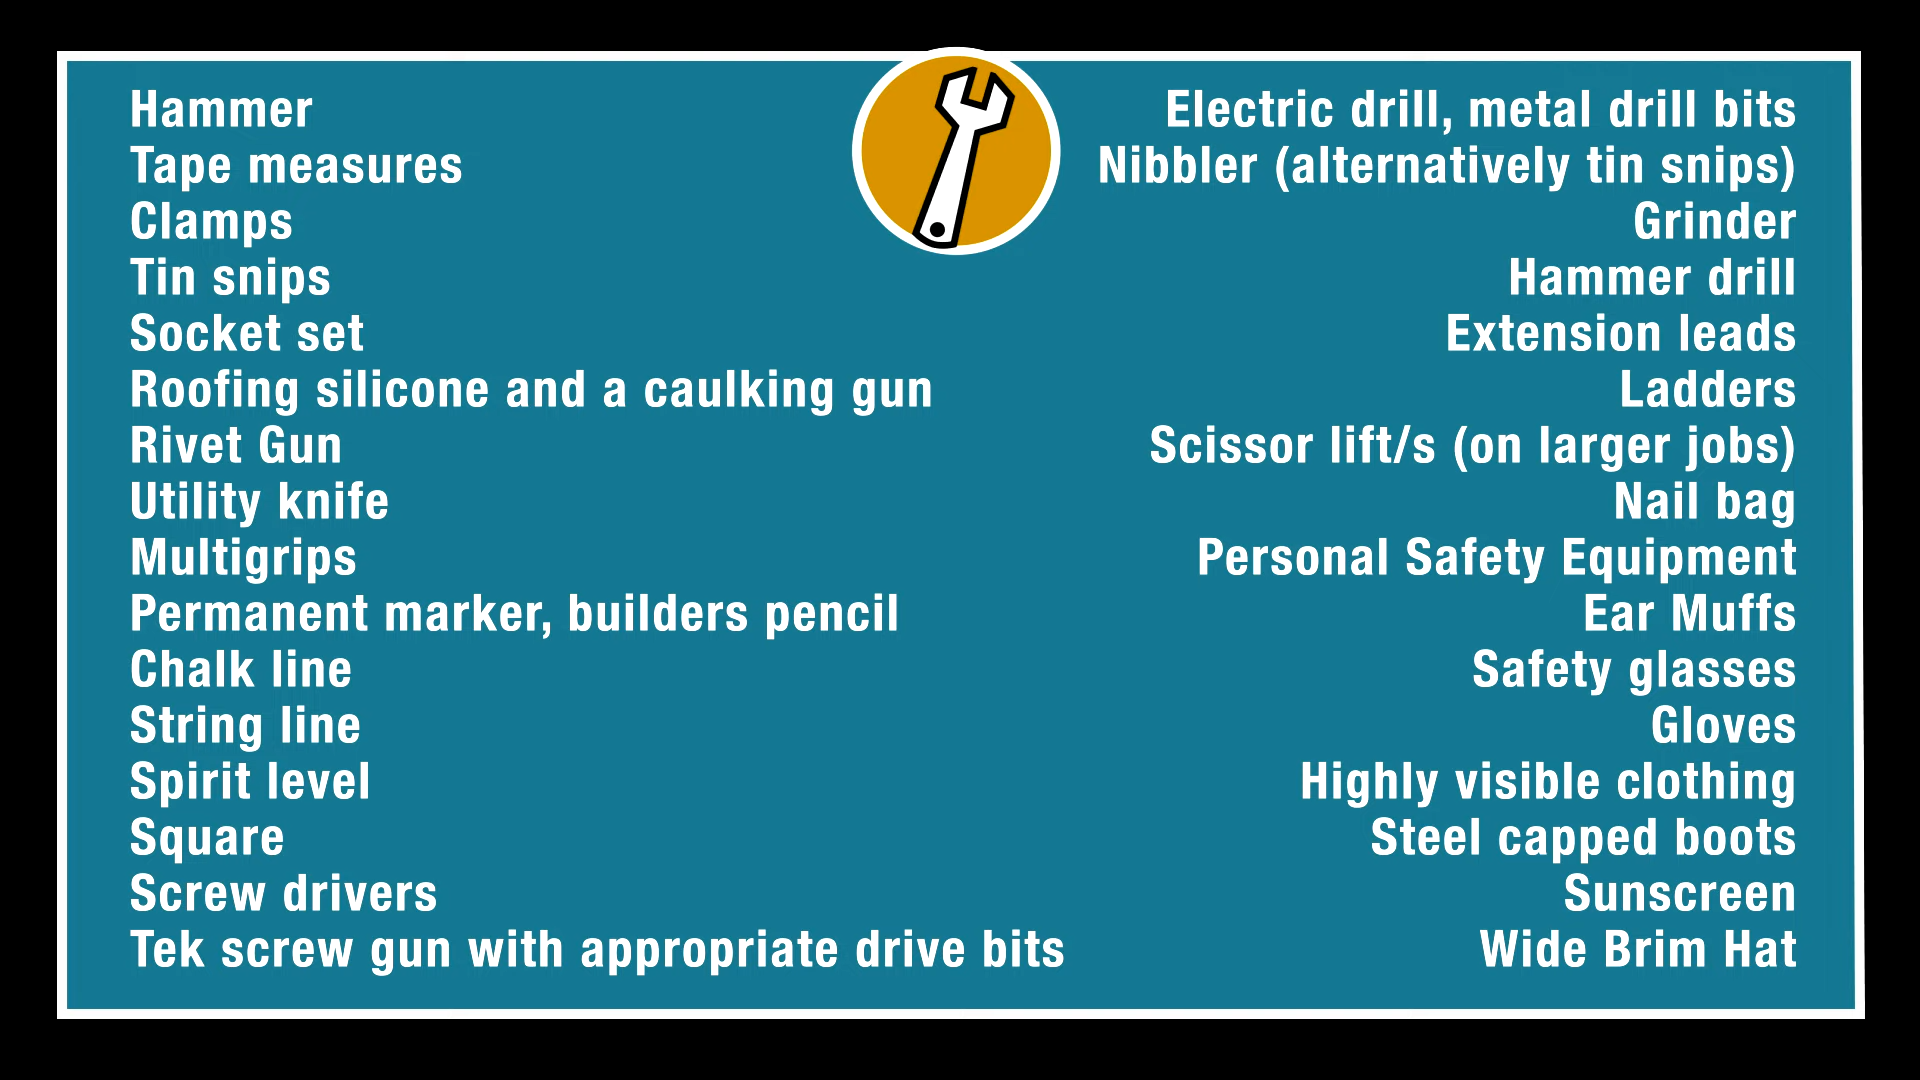 Hammer
Tape measures
Clamps
Tin snips
Socket set
Roofing silicone and a caulking gun
Rivet Gun
Utility knife
Multigrips
Permanent marker, builders pencil
Chalk line
String line
Spirit level
Square
Screw drivers
Tek screw gun with appropriate drive bits
Electric drill, metal drill bits
Nibbler (alternatively tin snips)
Grinder
Hammer drill
Extension leads
Ladders
Scissor lift/s (on larger jobs)
Nail bag
Personal Safety Equipment
Ear Muffs
Safety glasses
Gloves
Highly visible clothing
Steel capped boots
Sunscreen
Wide Brim Hat